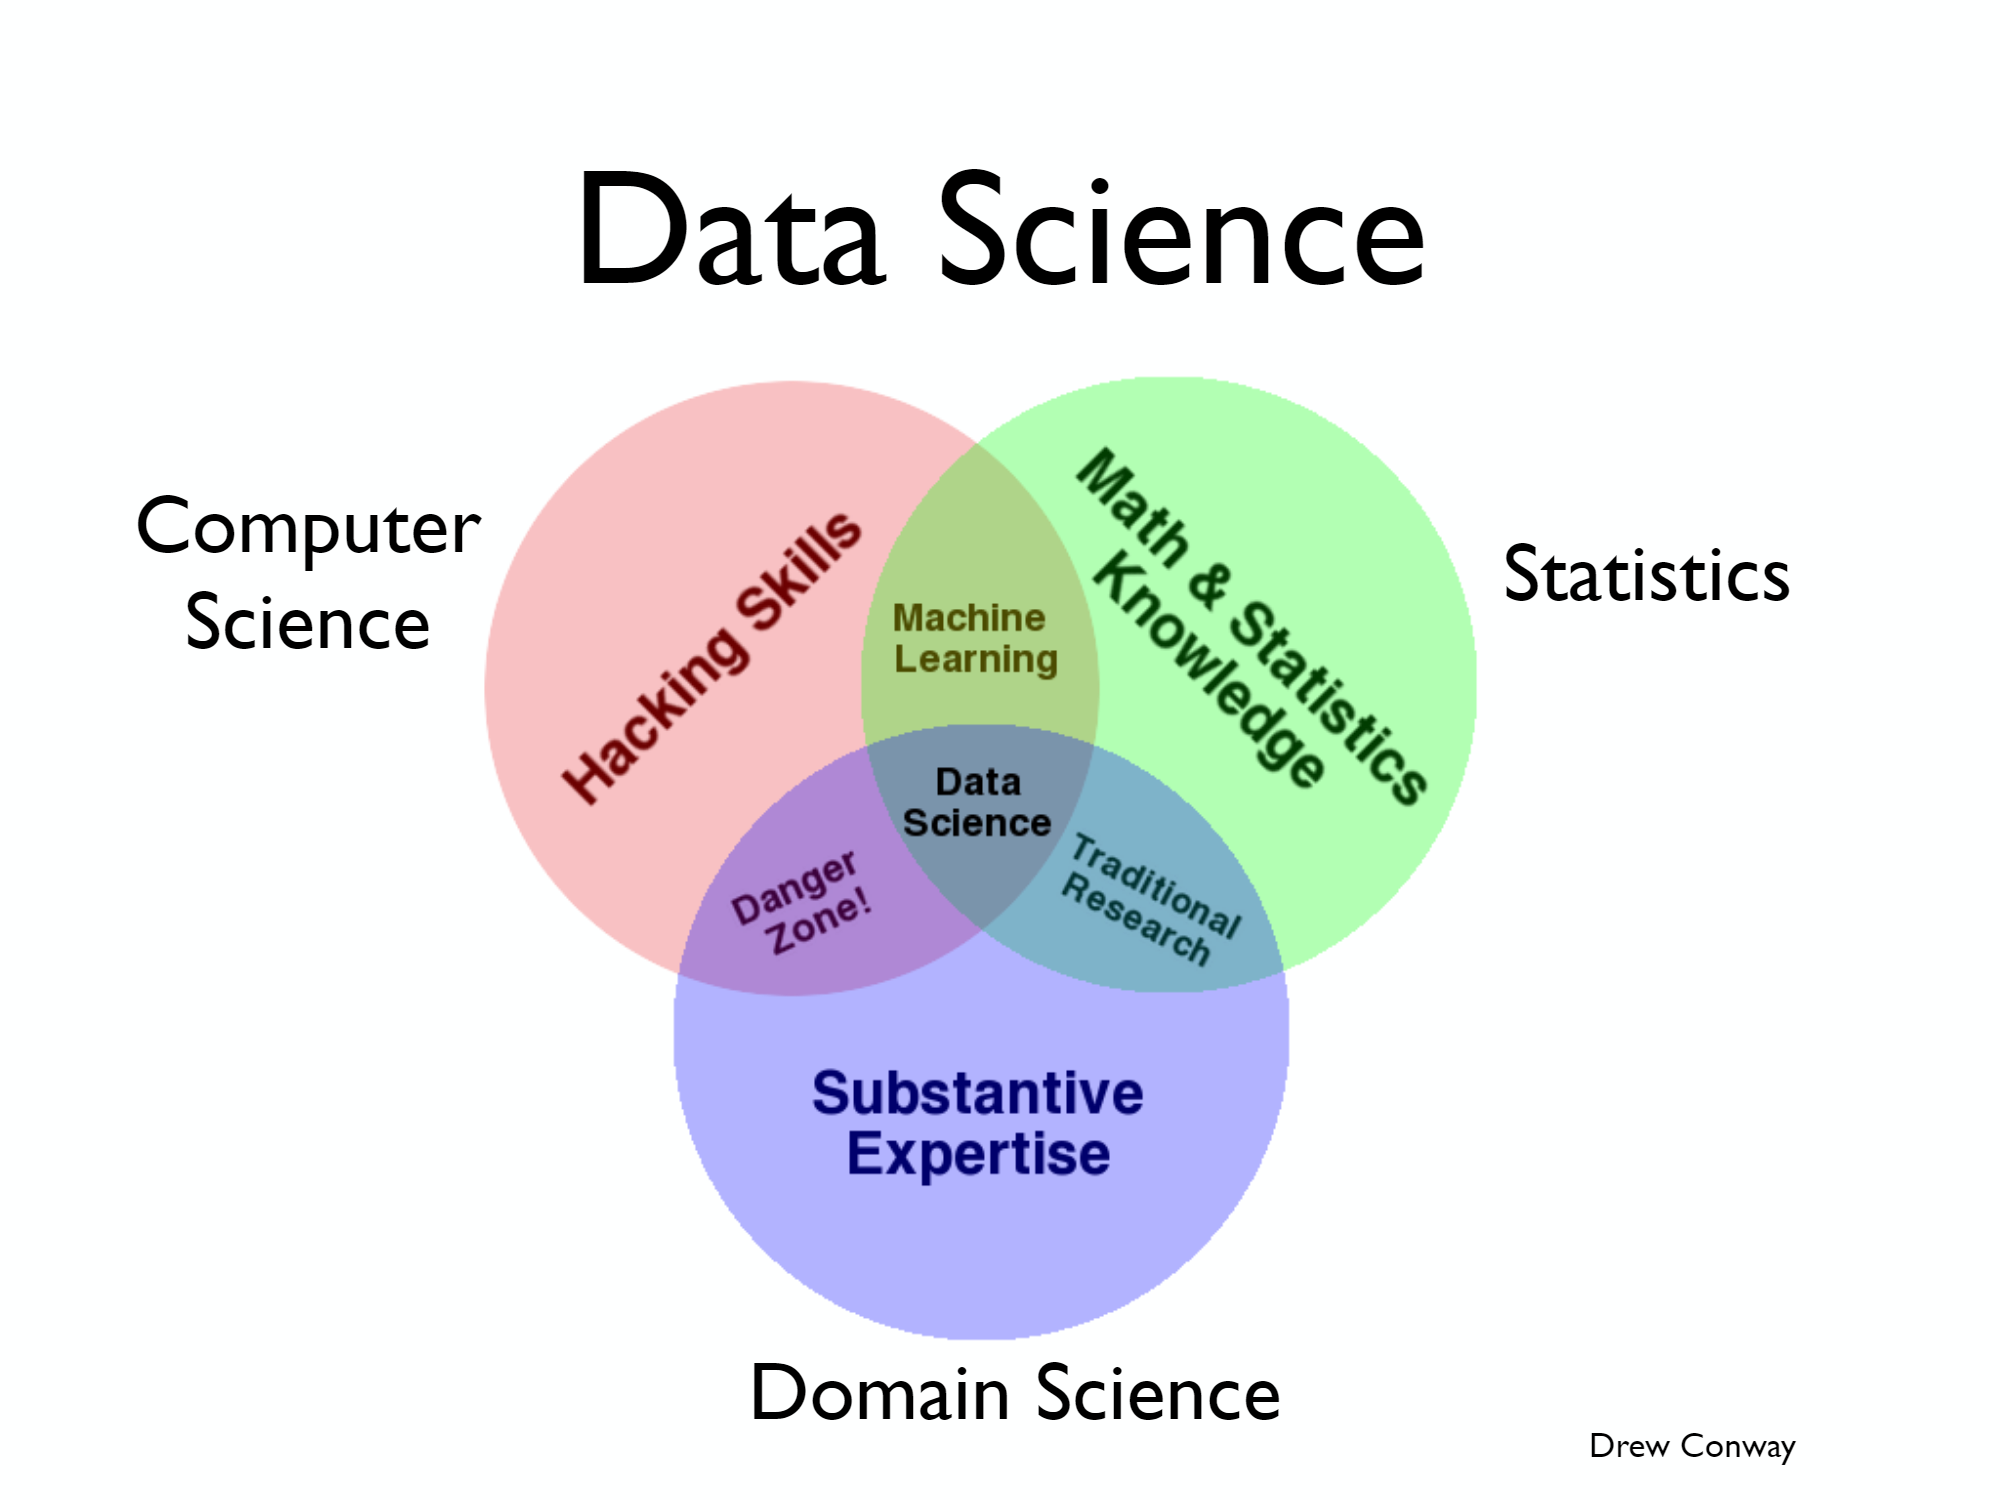 Data Science
Computer
Science
Hacking Skills
Math & Statistics
Knowledge
Statistics
Machine
Learning
Data
Science
Danger
Zone!
Traditional
Research
Substantive
Expertise
Domain Science
Drew Conway